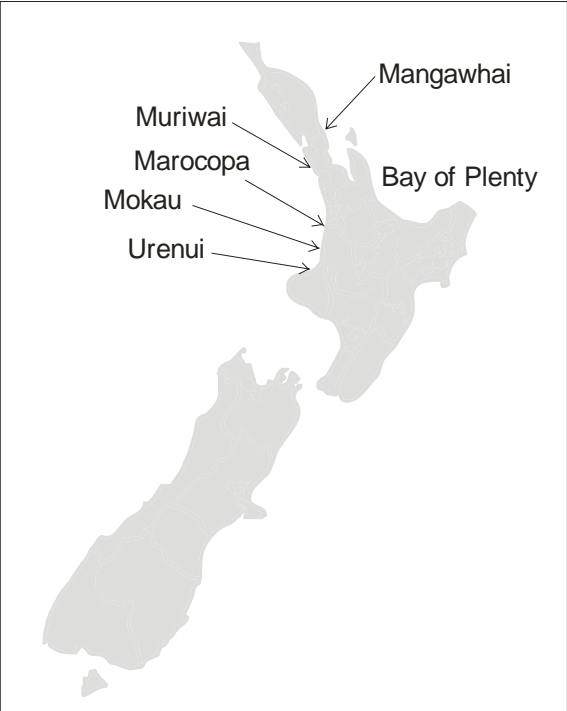 Mangawhai
Muriwai
Marocopa
Bay of Plenty
Mokau
Urenui